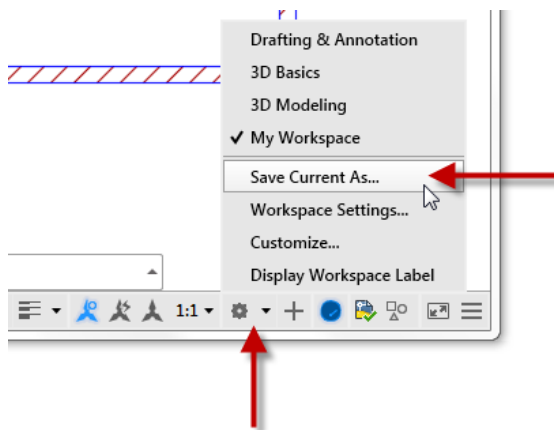 Drafting & Annotation
3D Basics
3D Modeling
My Workspace
Save Current As...
Workspace Settings...
Customize...
Display Workspace Label
1:1